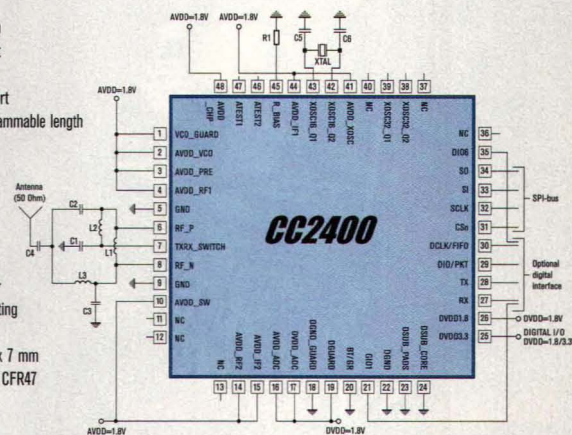 AVDD=1.8V
AVDD=1.8V
C5
C6
R1
XTAL
rt
ammable length
AVDD=1.8V
48 47 46 45 44 43 42 41 40 39 38 37
AVDD_CHP
ATEST1
ATEST2
R_BIAS
AVDD_IF1
XOSC16_Q1
XOSC16_Q2
AVDD_XOSC
NC
XOSC32_Q1
XOSC32_Q2
NC
1 VCO_GUARD
2 AVDD_VCO
3 AVDD_PRE
4 AVDD_RF1
5 GND
6 RF_P
7 TXRX_SWITCH
8 RF_N
9 GND
10 AVDD_SW
11 NC
12 NC
Antenna
(50 Ohm)
C2
L2
C1
L1
C4
L3
C3
CC2400
NC 36
DIO6 35
SO 34
SI 33
SCLK 32
CSn 31
DCLK/FIFO 30
DIO/PKT 29
TX 28
RX 27
DVDD1.8 26
DVDD3.3 25
SPI-bus
Optional
digital
interface
DVDD=1.8V
DIGITAL I/O
DVDD=1.8/3.3
ting
x 7 mm
CFR47
NC
AVDD_RF2
AVDD_IF2
AVDD_ADC
DVDD_ADC
DGND_GUARD
DGUARD
BT/GR
GIO1
DGND
DSUB_PADS
DSUB_CORE
13 14 15 16 17 18 19 20 21 22 23 24
AVDD=1.8V
DVDD=1.8V